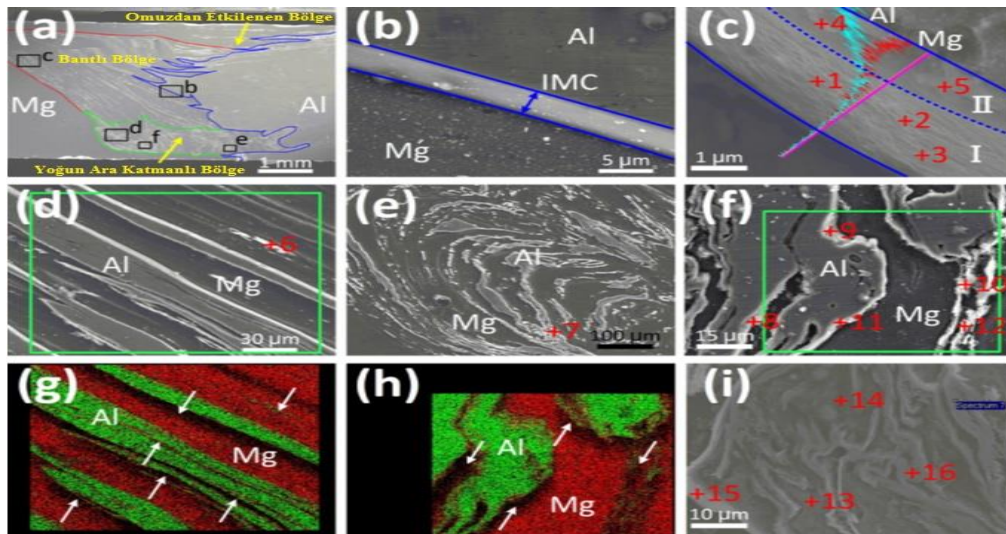 (a)
Omuzdan Etkilenen Bölge
c
Bantlı Bölge
b
Mg
Al
d
f
e
Yoğun Ara Katmanlı Bölge
1 mm
(b)
Al
IMC
Mg
5 µm
(c)
+4
Al
Mg
+1
+5
II
+2
+3
I
1 µm
(d)
+6
Al
Mg
30 µm
(e)
Al
Mg
+7
100 µm
(f)
+9
Al
+10
Mg
+8
+11
+12
15 µm
(g)
Al
Mg
(h)
Al
Mg
(i)
+14
Spectrum 1
+16
+15
+13
10 µm